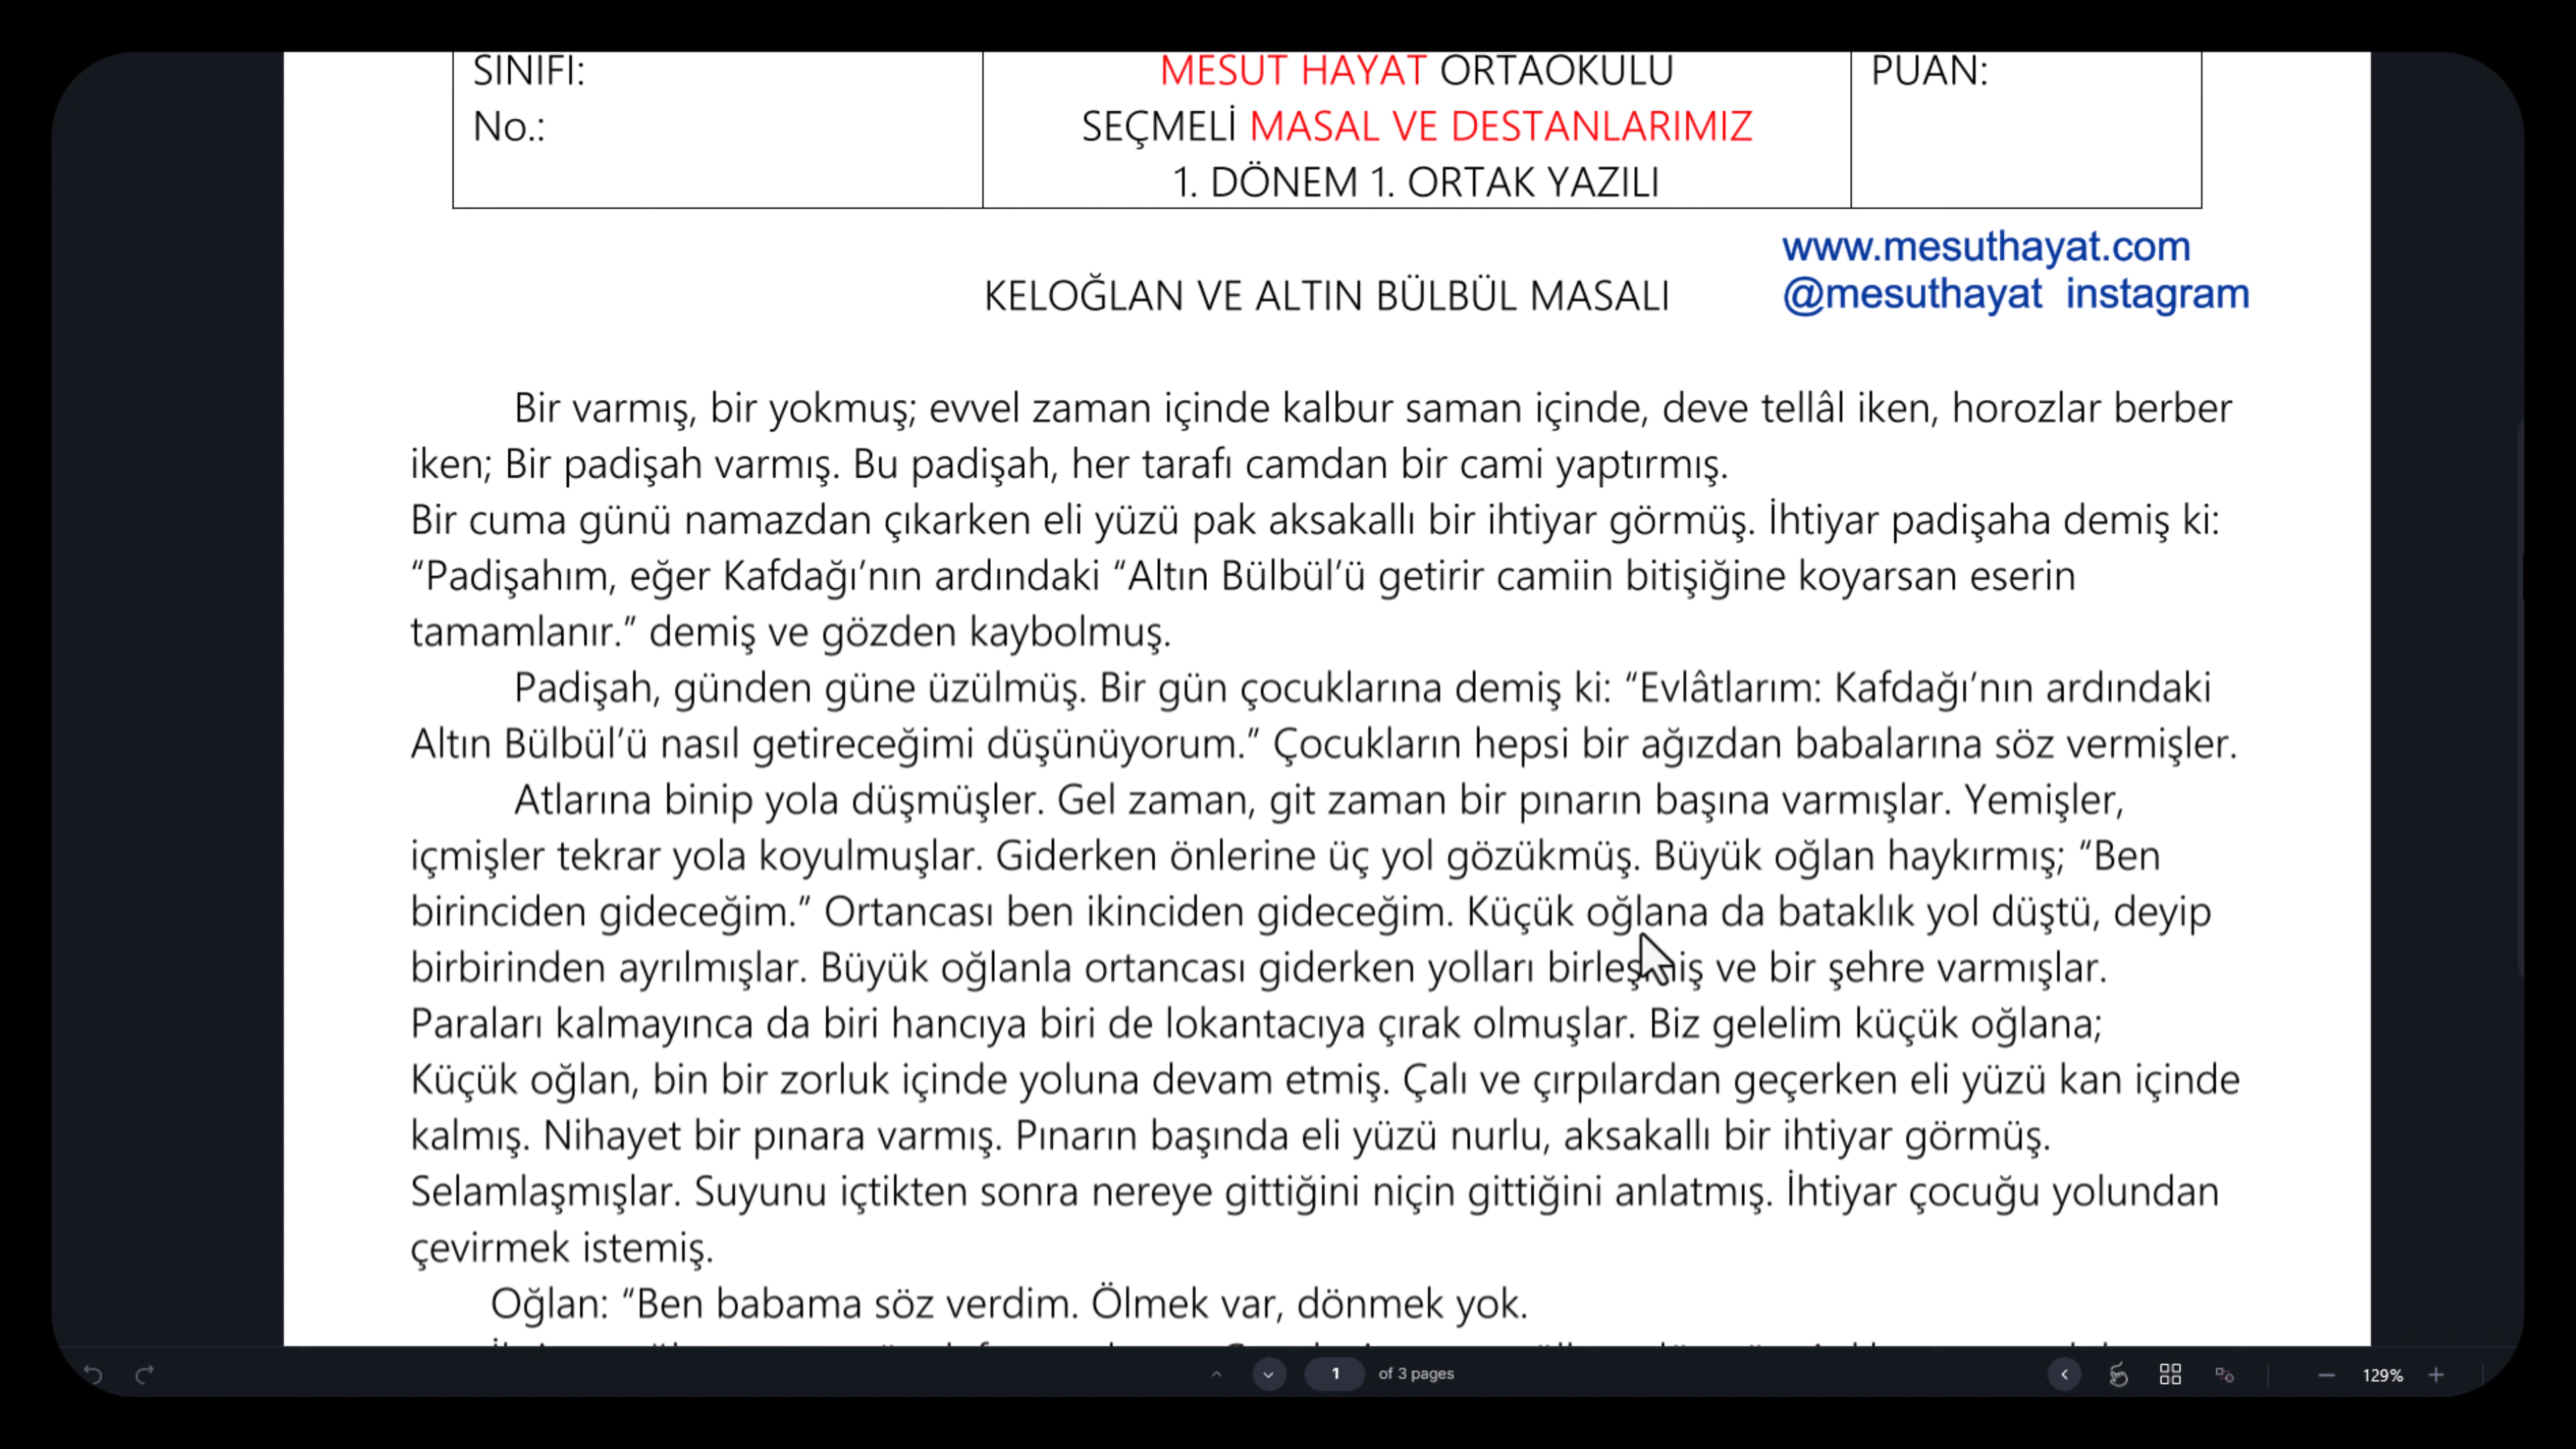 SINIFI:
No.:
MESUT HAYAT ORTAOKULU
SEÇMELİ MASAL VE DESTANLARIMIZ
1. DÖNEM 1. ORTAK YAZILI
PUAN:
www.mesuthayat.com
@mesuthayat instagram
KELOĞLAN VE ALTIN BÜLBÜL MASALI
Bir varmış, bir yokmuş; evvel zaman içinde kalbur saman içinde, deve tellâl iken, horozlar berber
iken; Bir padişah varmış. Bu padişah, her tarafı camdan bir cami yaptırmış.
Bir cuma günü namazdan çıkarken eli yüzü pak aksakallı bir ihtiyar görmüş. İhtiyar padişaha demiş ki:
“Padişahım, eğer Kafdağı’nın ardındaki “Altın Bülbül’ü getirir camiin bitişiğine koyarsan eserin
tamamlanır.” demiş ve gözden kaybolmuş.
Padişah, günden güne üzülmüş. Bir gün çocuklarına demiş ki: “Evlâtlarım: Kafdağı’nın ardındaki
Altın Bülbül’ü nasıl getireceğimi düşünüyorum.” Çocukların hepsi bir ağızdan babalarına söz vermişler.
Atlarına binip yola düşmüşler. Gel zaman, git zaman bir pınarın başına varmışlar. Yemişler,
içmişler tekrar yola koyulmuşlar. Giderken önlerine üç yol gözükmüş. Büyük oğlan haykırmış; “Ben
birinciden gideceğim.” Ortancası ben ikinciden gideceğim. Küçük oğlana da bataklık yol düştü, deyip
birbirinden ayrılmışlar. Büyük oğlanla ortancası giderken yolları birleşmiş ve bir şehre varmışlar.
Paraları kalmayınca da biri hancıya biri de lokantacıya çırak olmuşlar. Biz gelelim küçük oğlana;
Küçük oğlan, bin bir zorluk içinde yoluna devam etmiş. Çalı ve çırpılardan geçerken eli yüzü kan içinde
kalmış. Nihayet bir pınara varmış. Pınarın başında eli yüzü nurlu, aksakallı bir ihtiyar görmüş.
Selamlaşmışlar. Suyunu içtikten sonra nereye gittiğini niçin gittiğini anlatmış. İhtiyar çocuğu yolundan
çevirmek istemiş.
Oğlan: “Ben babama söz verdim. Ölmek var, dönmek yok.
1 of 3 pages
129%